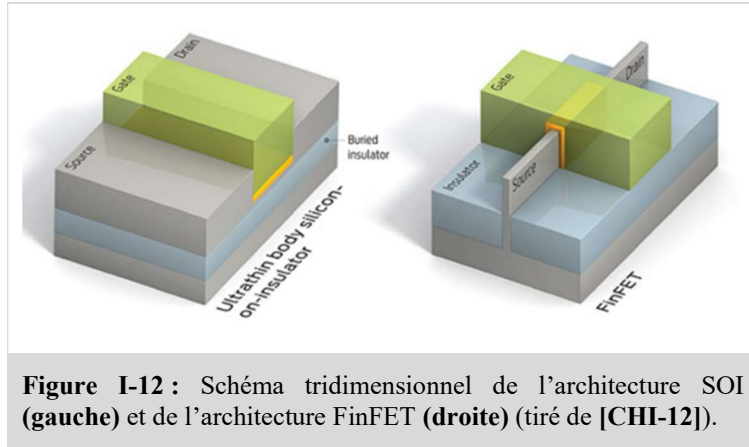 Drain
Gate
Source
Buried
insulator
Ultrathin body silicon-
on-insulator
Drain
Gate
Source
Insulator
FinFET
Figure I-12 : Schéma tridimensionnel de l’architecture SOI
(gauche) et de l’architecture FinFET (droite) (tiré de [CHI-12]).